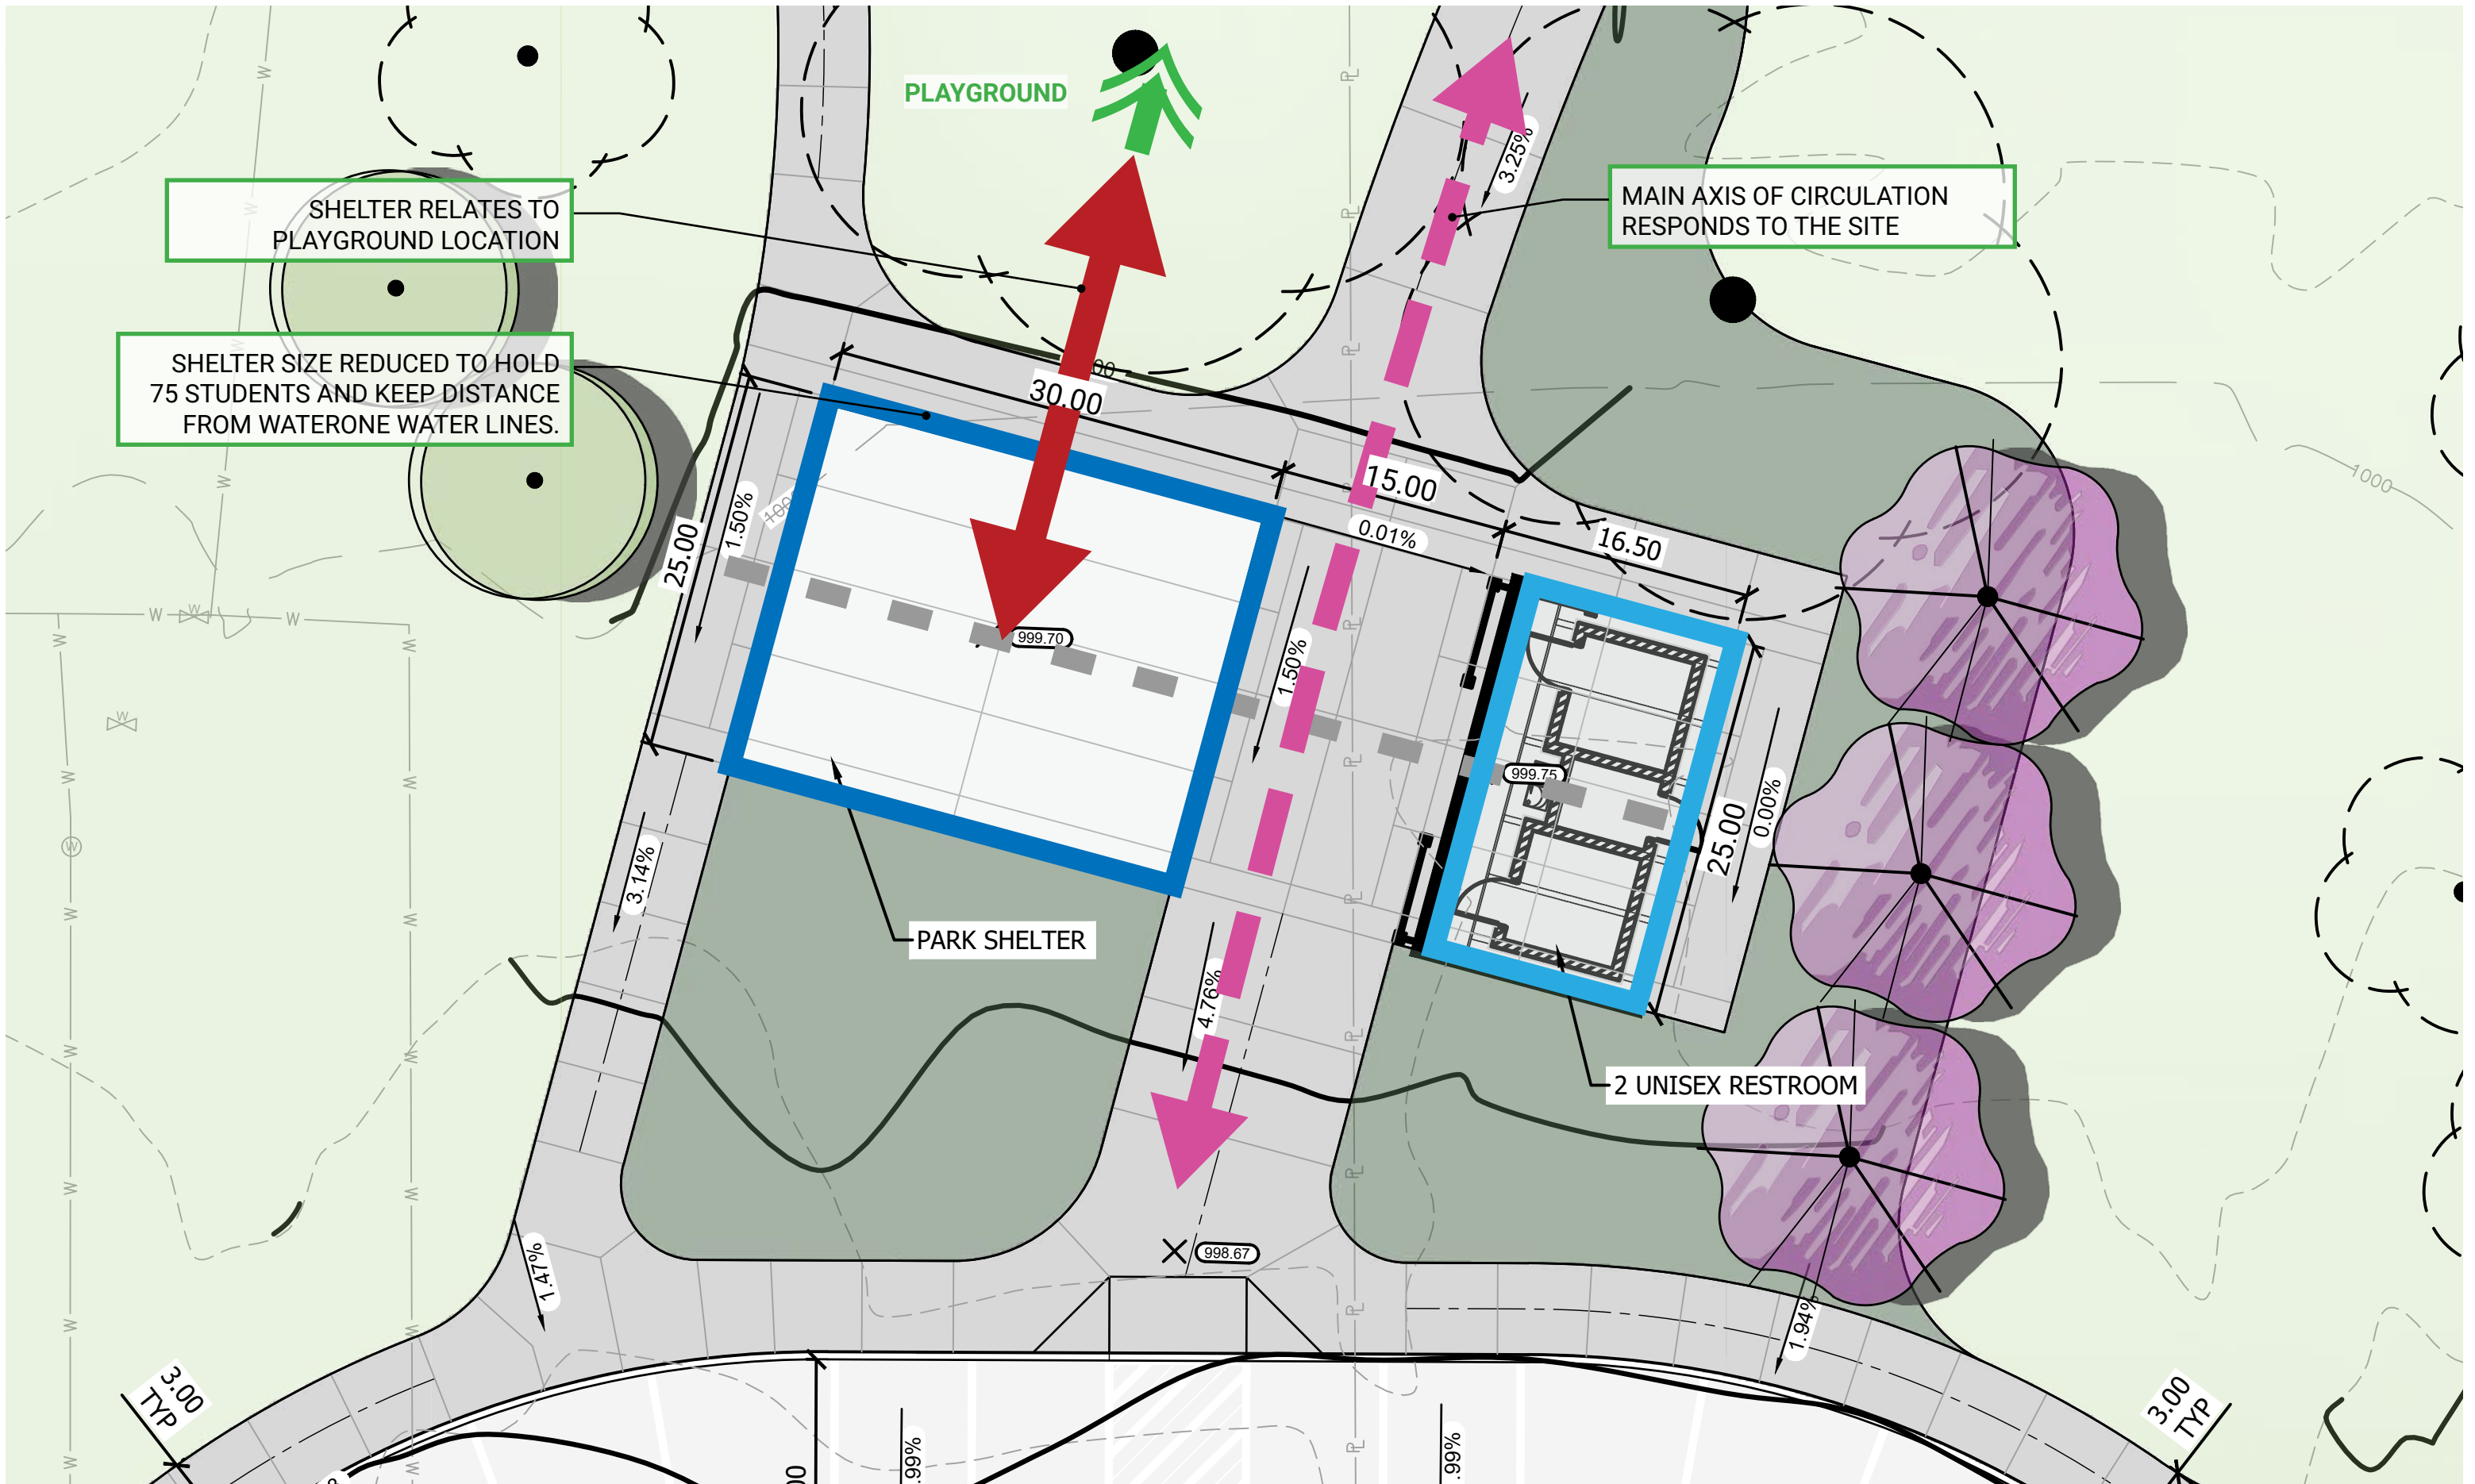 PLAYGROUND
3.25%
SHELTER RELATES TO
PLAYGROUND LOCATION
MAIN AXIS OF CIRCULATION
RESPONDS TO THE SITE
SHELTER SIZE REDUCED TO HOLD
75 STUDENTS AND KEEP DISTANCE
FROM WATERONE WATER LINES.
30.00
15.00
0.01%
16.50
1000
25.00
1.50%
999.70
1.50%
999.75
25.00
0.00%
3.14%
PARK SHELTER
4.76%
2 UNISEX RESTROOM
998.67
1.47%
1.94%
3.00
TYP
3.00
TYP
.99%
.99%
W
PL